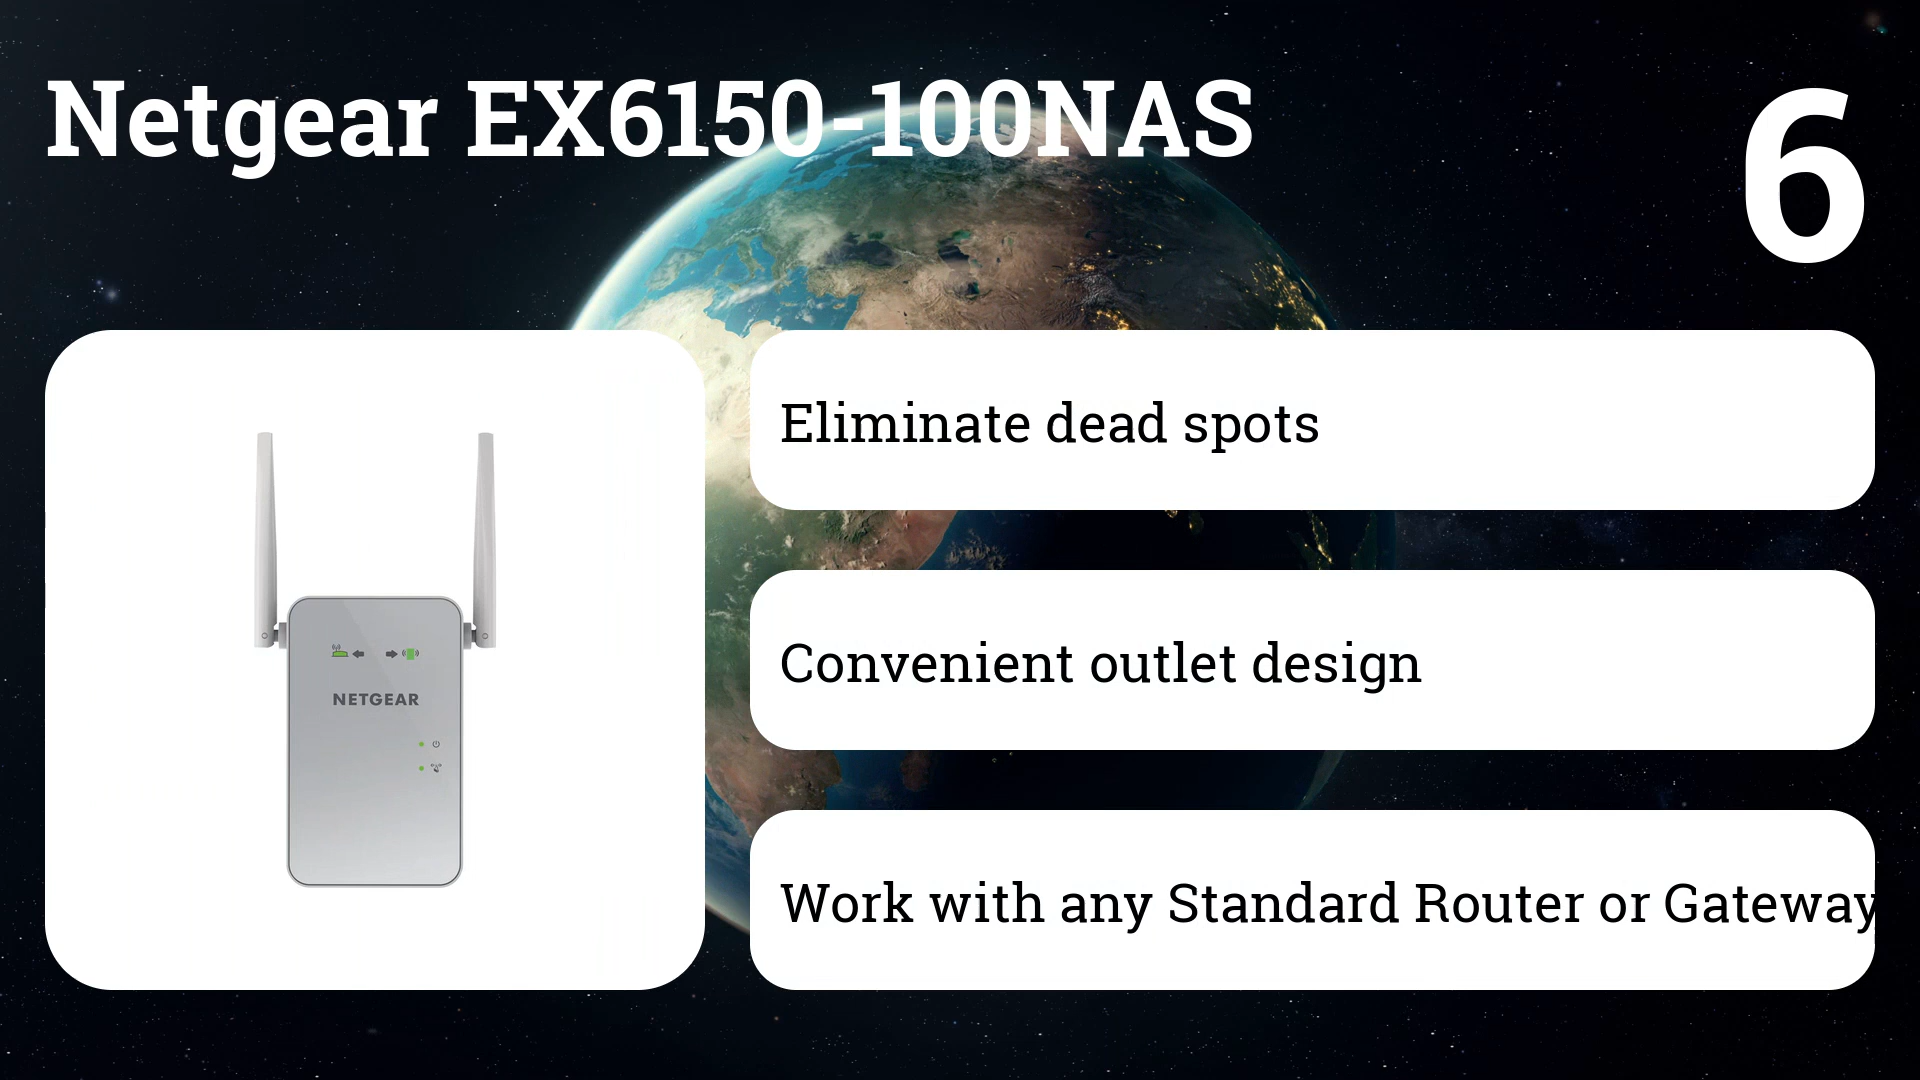 Netgear EX6150-100NAS
6
Eliminate dead spots
Convenient outlet design
Work with any Standard Router or Gateway
NETGEAR